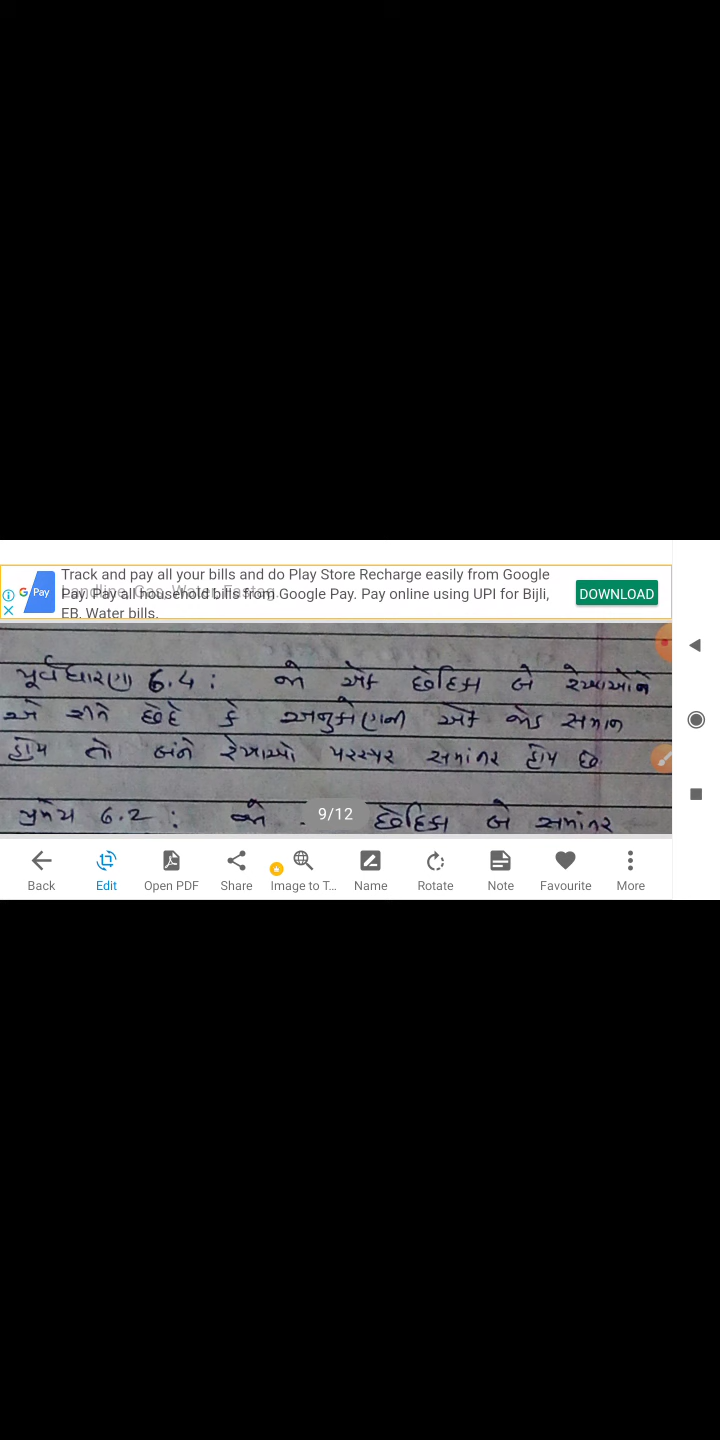 Track and pay all your bills and do Play Store Recharge easily from Google
Pay. Pay all household bills from Google Pay. Pay online using UPI for Bijli,
EB, Water bills.
G Pay
DOWNLOAD
પૂર્વધારણા 6.4 : જો એક છેદિકા બે રેખાઓને
એ રીતે છેદે કે અનુકોણની એક જોડ સમાન
હોય તો બંને રેખાઓ પરસ્પર સમાંતર હોય છે.
પ્રમેય 6.2 : જો છેદિકા બે સમાંતર
9/12
Back Edit Open PDF Share Image to T... Name Rotate Note Favourite More